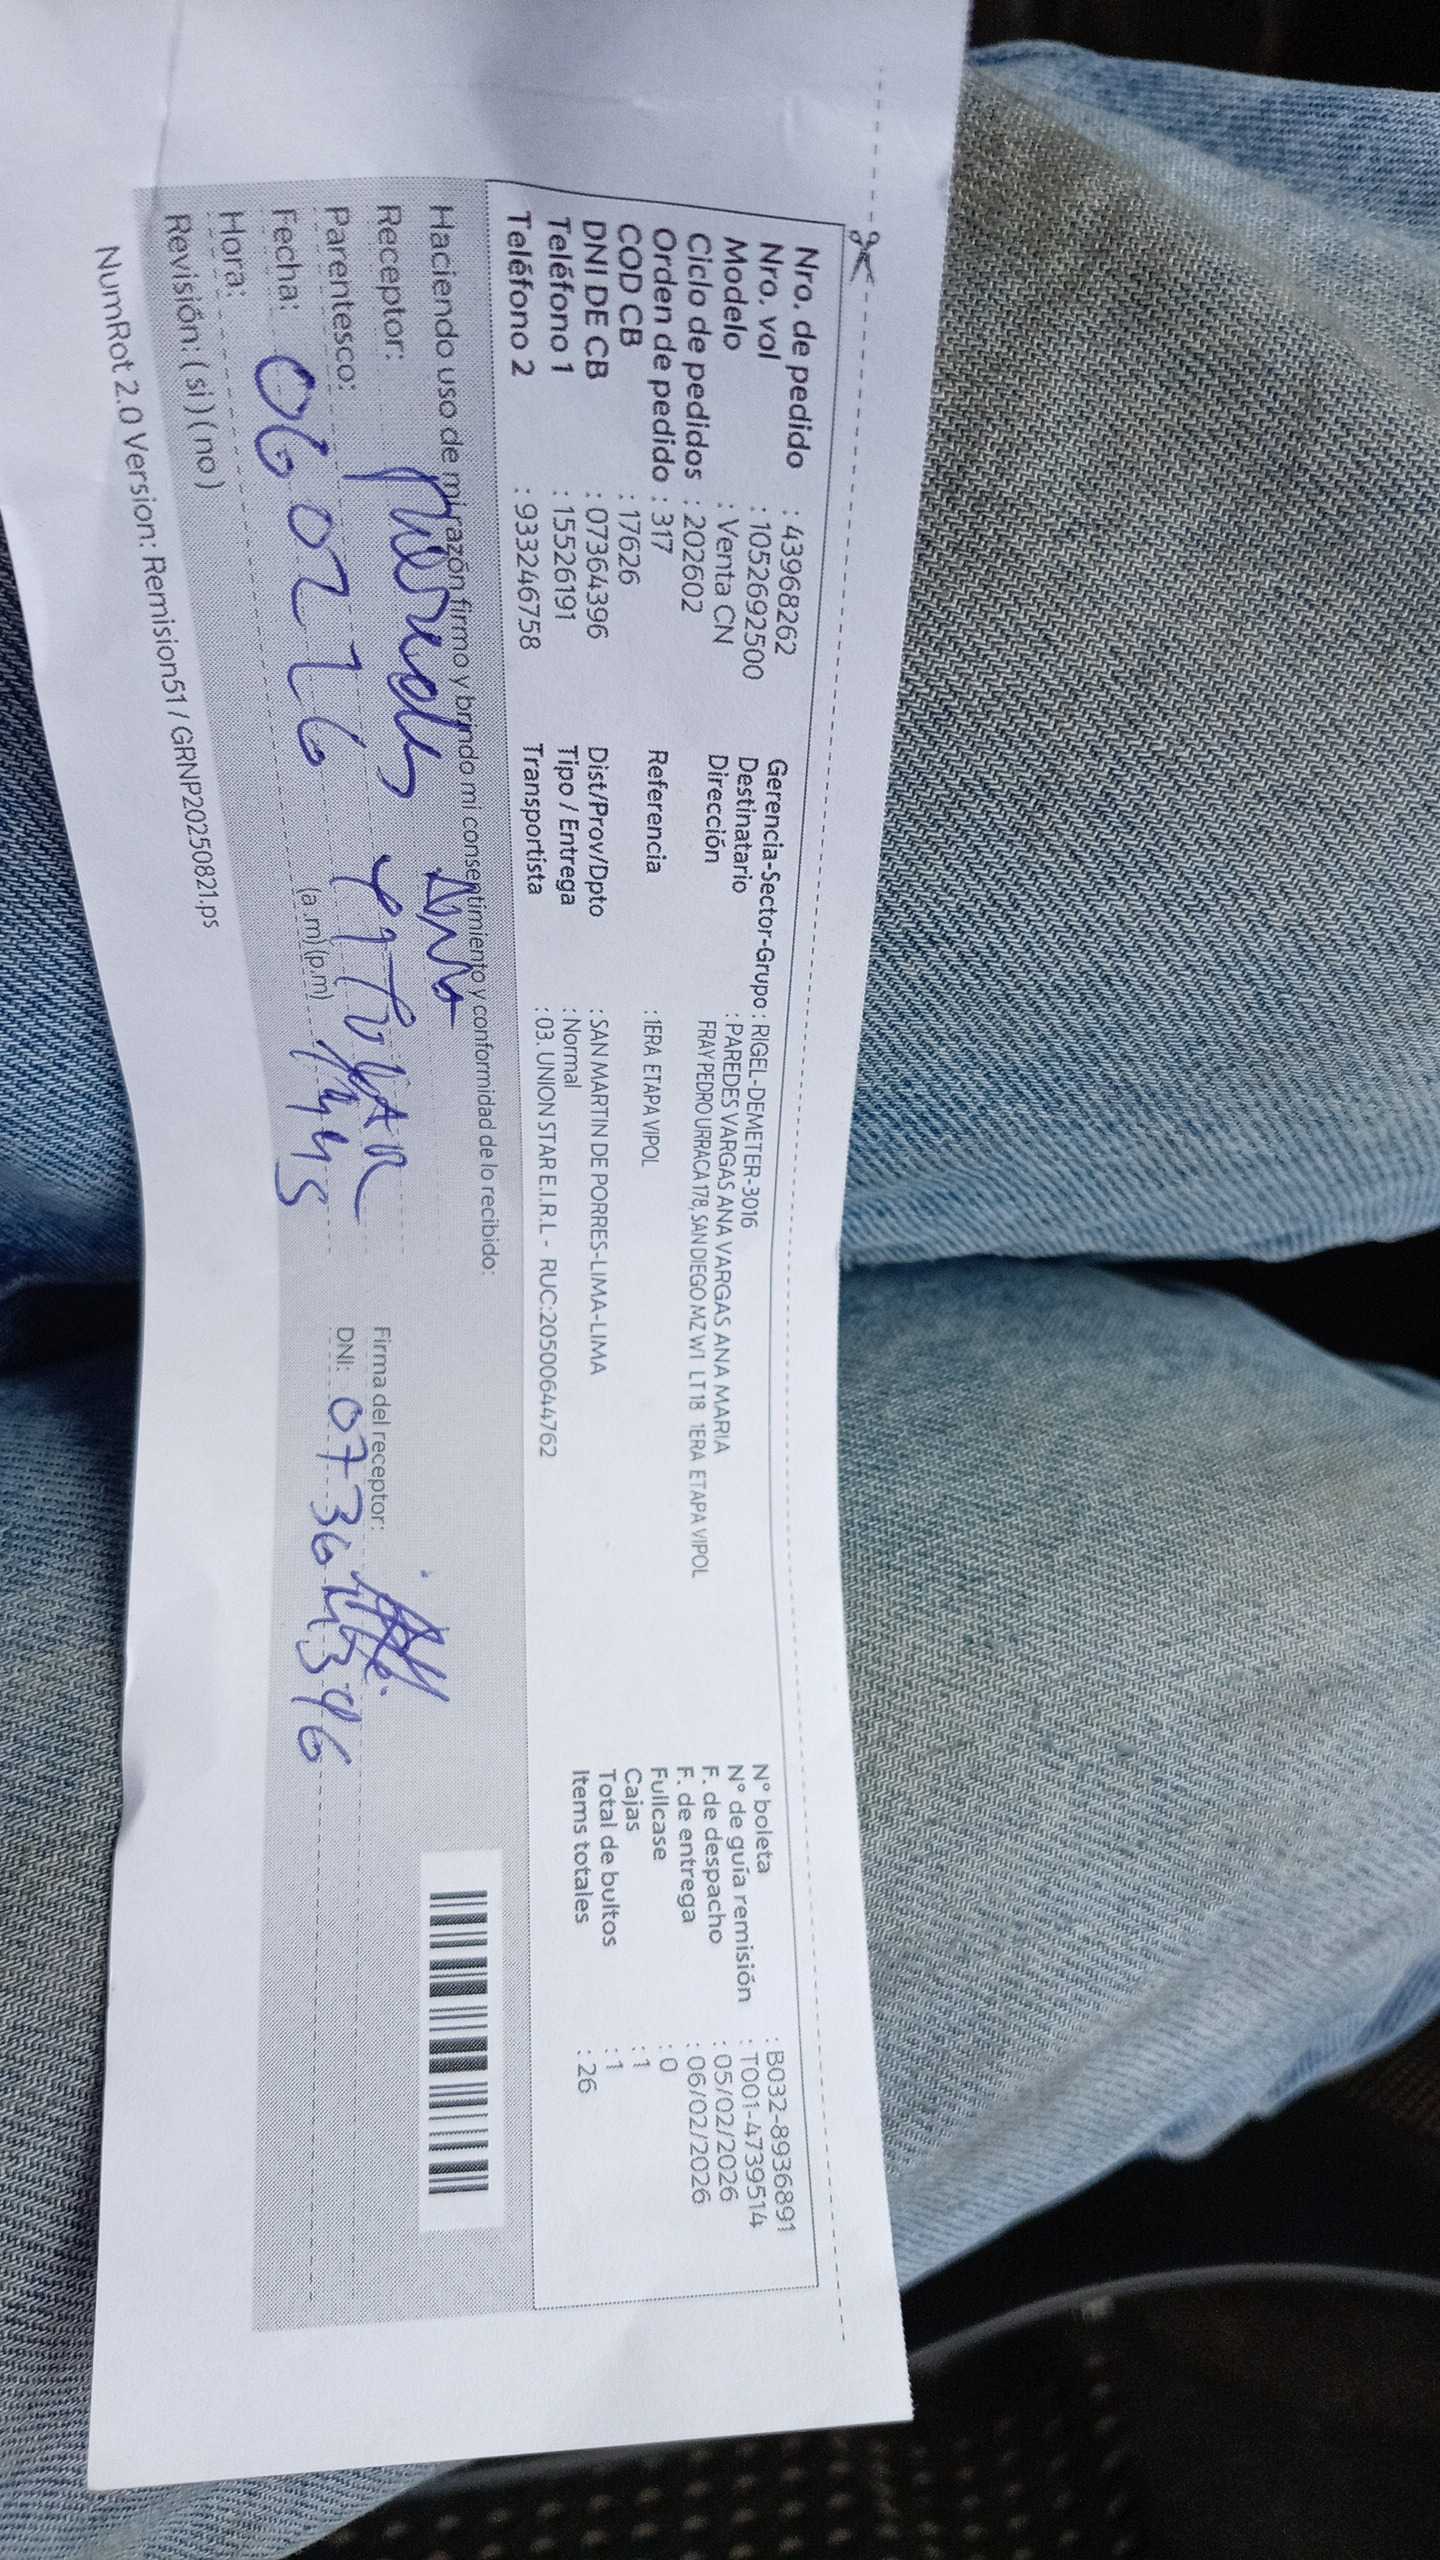 Nro. de pedido : 43968262
Nro. vol : 1052692500
Modelo : Venta CN
Ciclo de pedidos : 202602
Orden de pedido : 317
COD CB : 17626
DNI DE CB : 07364396
Teléfono 1 : 15526191
Teléfono 2 : 933246758
Gerencia-Sector-Grupo : RIGEL-DEMETER-3016
Destinatario : PAREDES VARGAS ANA VARGAS ANA MARIA
Dirección FRAY PEDRO URRACA 178, SAN DIEGO MZ W1 LT 18 1ERA ETAPA VIPOL
Referencia : 1ERA ETAPA VIPOL
Dist/Prov/Dpto : SAN MARTIN DE PORRES-LIMA-LIMA
Tipo / Entrega : Normal
Transportista : 03. UNION STAR E.I.R.L - RUC:20500644762
N° boleta : B032-8936891
N° de guía remisión : T001-4739514
F. de despacho : 05/02/2026
F. de entrega : 06/02/2026
Fullcase : 0
Cajas : 1
Total de bultos : 1
Items totales : 26
Haciendo uso de mi razón firmo y brindo mi consentimiento y conformidad de lo recibido:
Receptor: Paredes Ana
Parentesco: TITULAR
Fecha: 06 02 26
Hora: (a.m) (p.m)
Revisión: ( si ) ( no )
Firma del receptor:
DNI: 07364396
NumRot 2.0 Version: Remision51 / GRNP20250821.ps